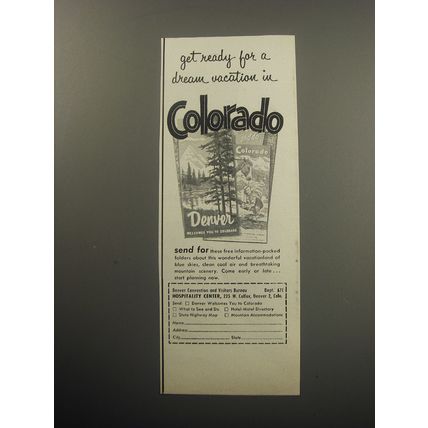 get ready for a
dream vacation in
Colorado
Colorado
Denver
WELCOMES YOU TO COLORADO
send for these free information-packed
folders about this wonderful vacationland of
blue skies, clean cool air and breathtaking
mountain scenery. Come early or late...
start planning now.
Denver Convention and Visitors Bureau Dept. 67E
HOSPITALITY CENTER, 225 W. Colfax, Denver 2, Colo.
Send: Denver Welcomes You to Colorado
What to See and Do Hotel-Motel Directory
State Highway Map Mountain Accommodations
Name
Address
City State